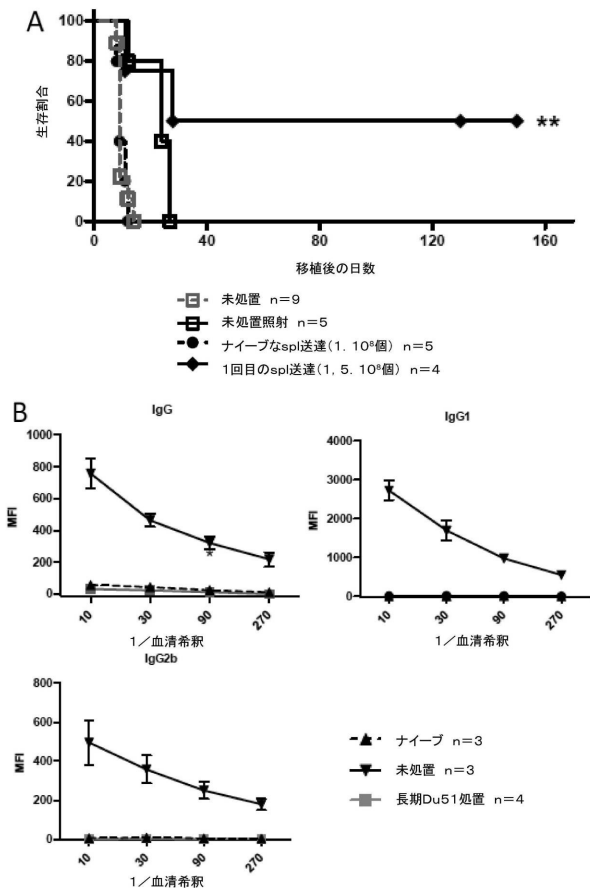 A
生存割合
100
80
60
40
20
0
0 40 80 120 160
**
移植後の日数
未処置 n=9
未処置照射 n=5
ナイーブなspl送達(1. 10⁸個) n=5
1回目のspl送達(1, 5. 10⁸個) n=4
B
IgG
MFI
1000
800
600
400
200
0
*
10 30 90 270
1/血清希釈
IgG1
MFI
4000
3000
2000
1000
0
10 30 90 270
1/血清希釈
IgG2b
MFI
800
600
400
200
0
10 30 90 270
1/血清希釈
ナイーブ n=3
未処置 n=3
長期Du51処置 n=4